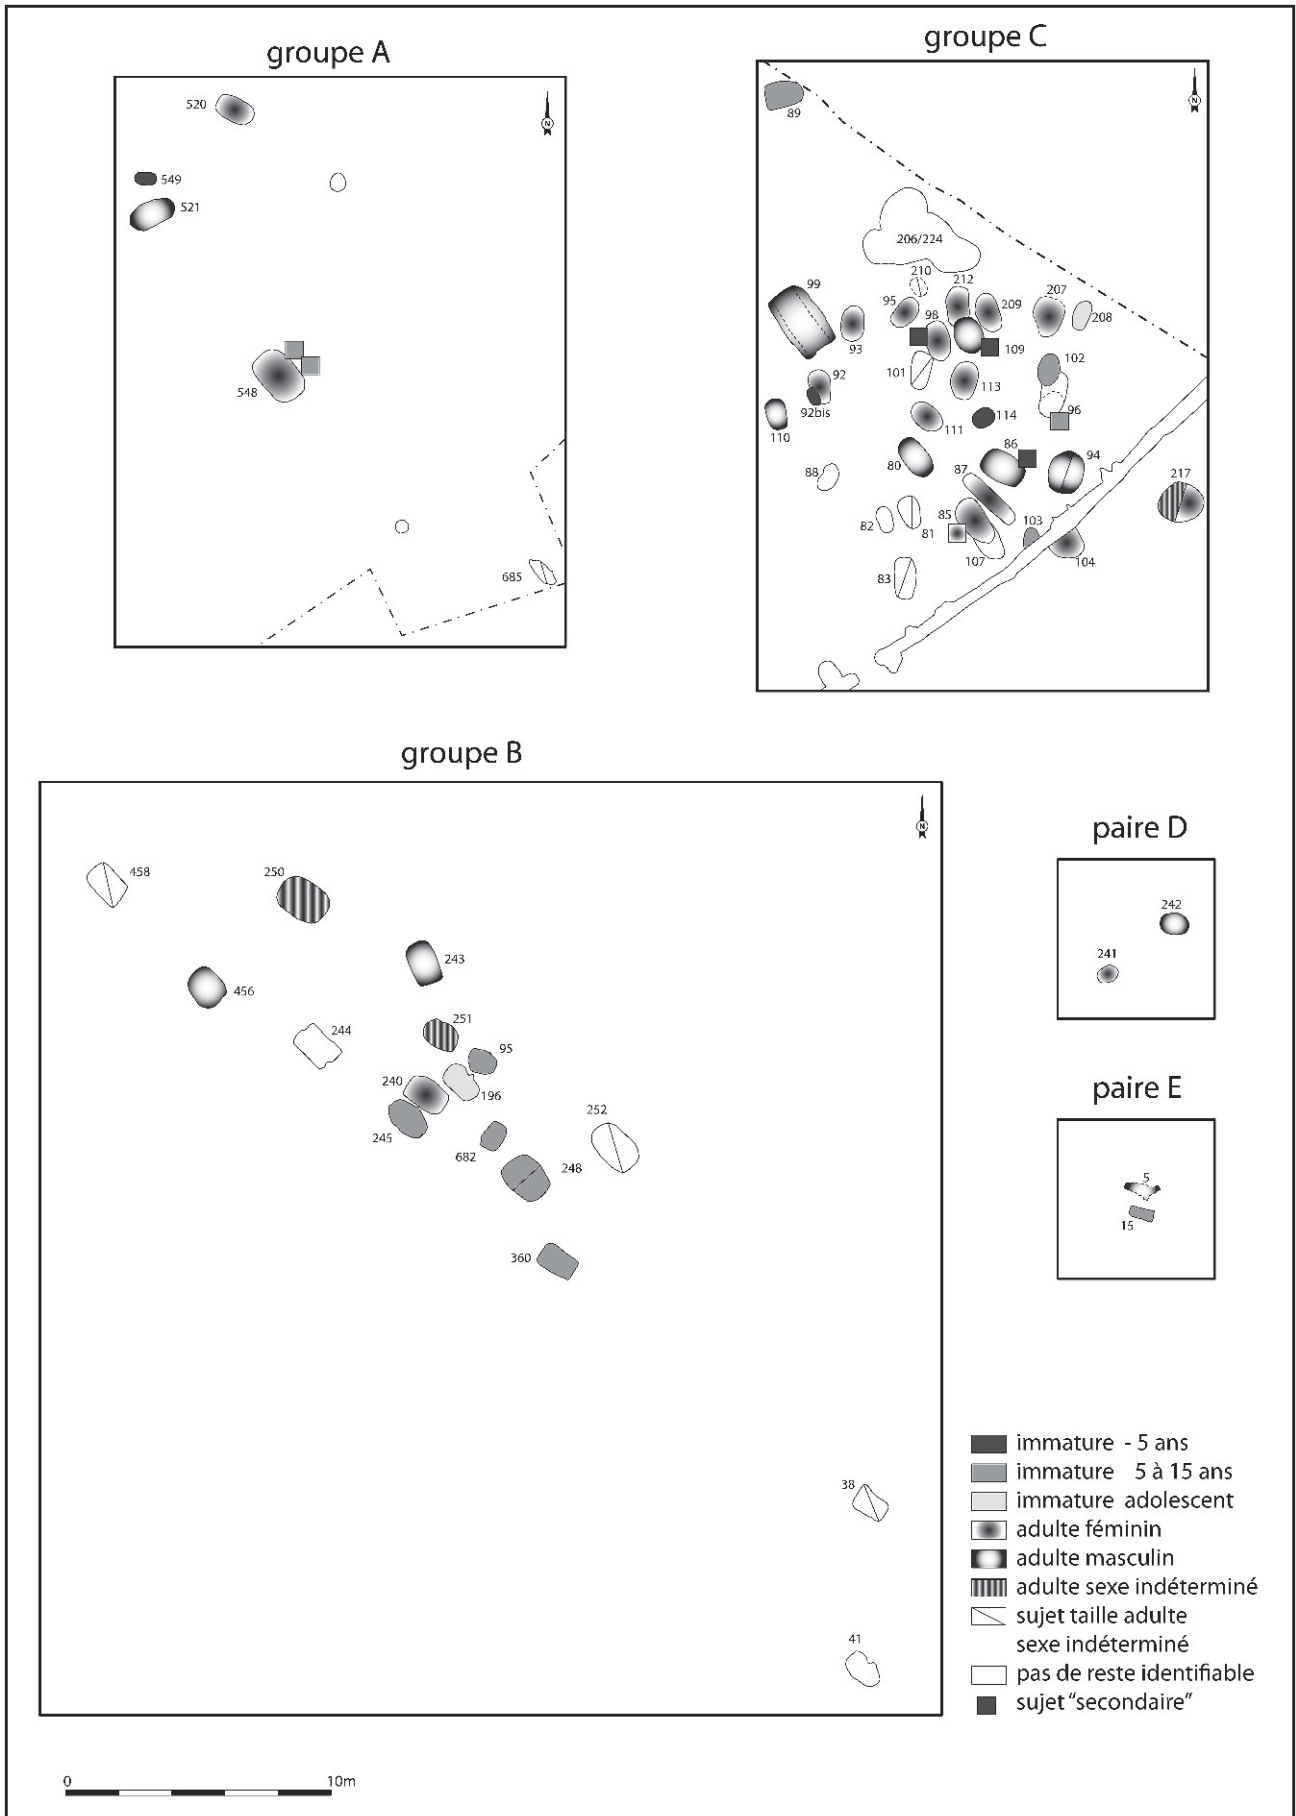 groupe A
520
549
521
548
685
N
groupe C
N
89
206/224
210
212
99
95
98
209
207
208
93
109
101
102
92
113
92bis
96
110
111
114
80
86
94
88
87
217
82
81
85
103
107
104
83
groupe B
N
458
250
243
456
244
251
95
240
196
245
682
252
248
360
38
41
paire D
242
241
paire E
5
15
immature - 5 ans
immature 5 à 15 ans
immature adolescent
adulte féminin
adulte masculin
adulte sexe indéterminé
sujet taille adulte
sexe indéterminé
pas de reste identifiable
sujet “secondaire”
0 10m